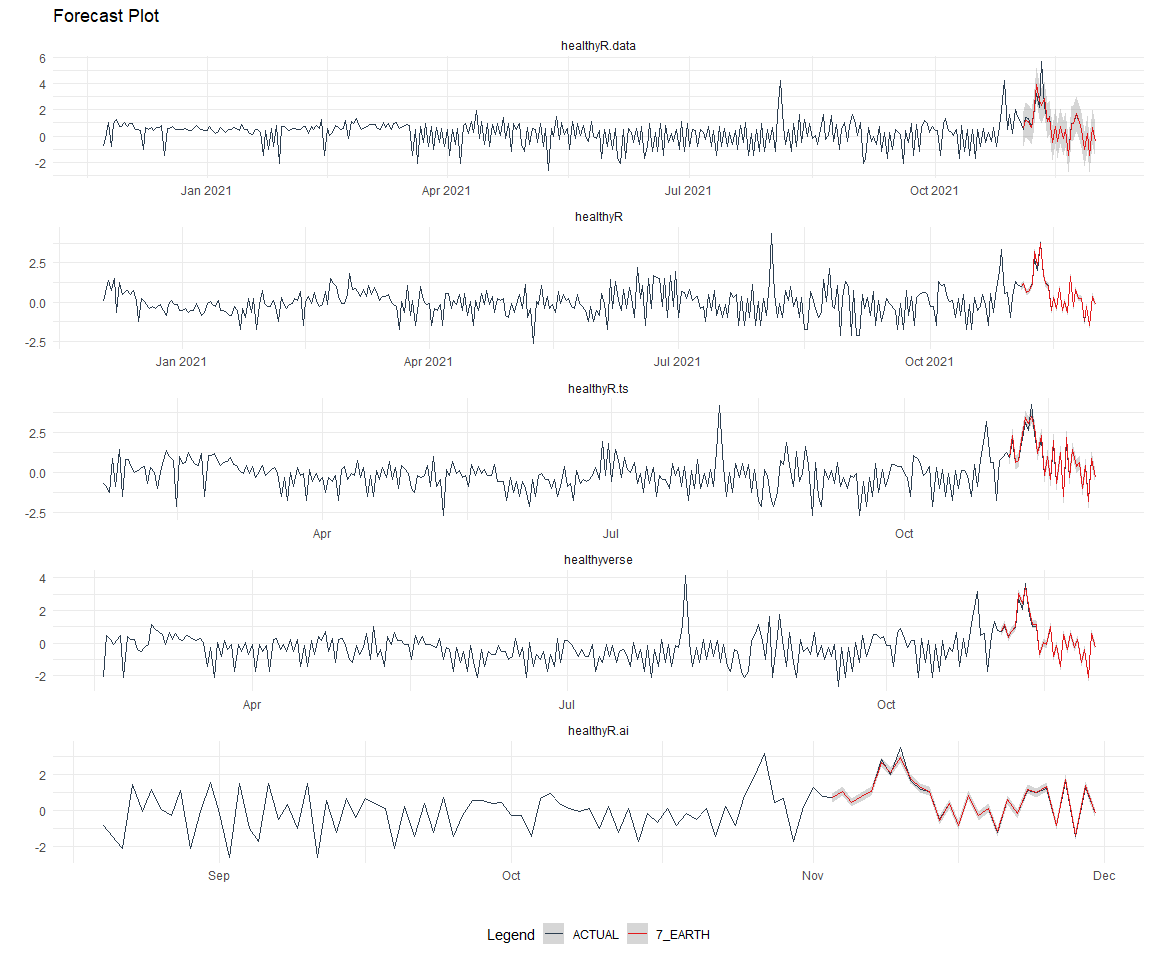 Forecast Plot
healthyR.data
6
4
2
0
-2
Jan 2021 Apr 2021 Jul 2021 Oct 2021
healthyR
2.5
0.0
-2.5
Jan 2021 Apr 2021 Jul 2021 Oct 2021
healthyR.ts
2.5
0.0
-2.5
Apr Jul Oct
healthyverse
4
2
0
-2
Apr Jul Oct
healthyR.ai
2
0
-2
Sep Oct Nov Dec
Legend ACTUAL 7_EARTH